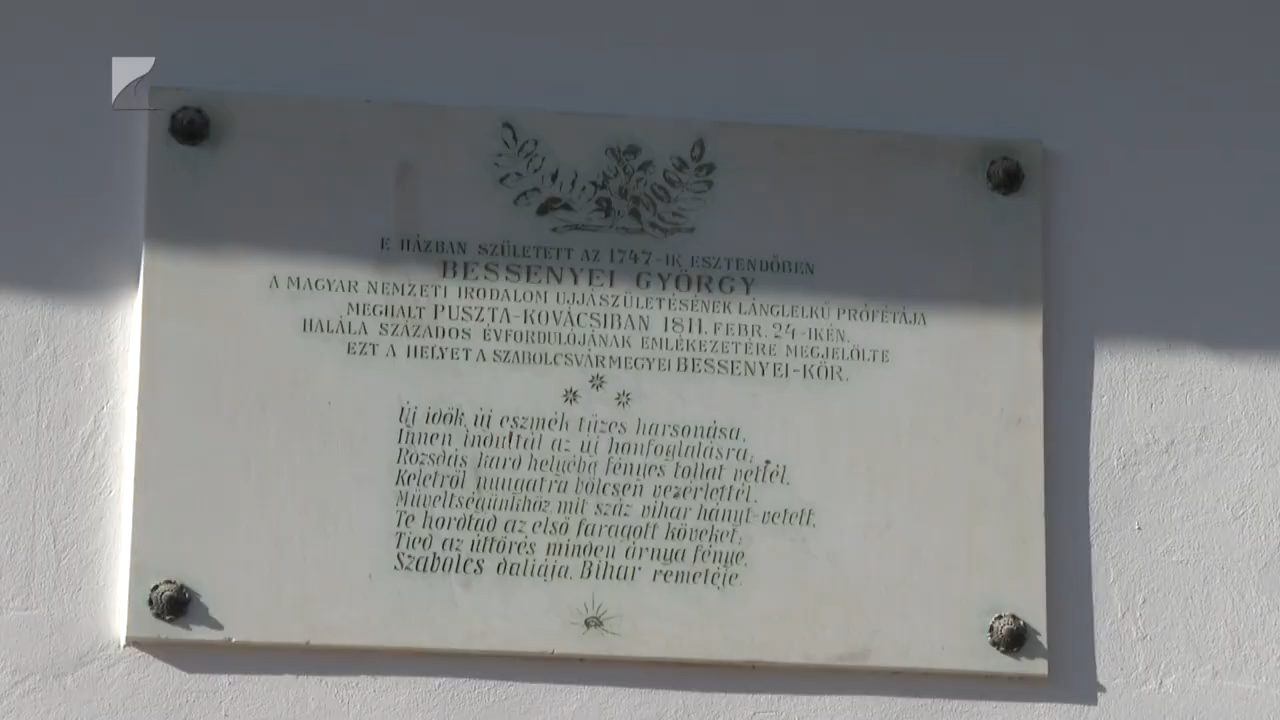 E HÁZBAN SZÜLETETT AZ 1747-IK ESZTENDŐBEN
BESSENYEI GYÖRGY
A MAGYAR NEMZETI IRODALOM UJJÁSZÜLETÉSÉNEK LÁNGLELKŰ PRÓFÉTÁJA
MEGHALT PUSZTA-KOVÁCSIBAN 1811. FEBR. 24-IKÉN.
HALÁLA SZÁZADOS ÉVFORDULÓJÁNAK EMLÉKEZETÉRE MEGJELÖLTE
EZT A HELYET A SZABOLCSVÁRMEGYEI BESSENYEI-KÖR.
Új idők, új eszmék tüzes harsonása,
Innen indultál az új honfoglalásra;
Rozsdás kard helyébe fényes tollat vettél,
Keletről nyugatra bölcsen vezérlettél.
Műveltségünkhöz, mit száz vihar hányt-vetett,
Te hordtad az első faragott köveket;
Tied az úttörés minden árnya fénye,
Szabolcs daliája, Bihar remetéje.